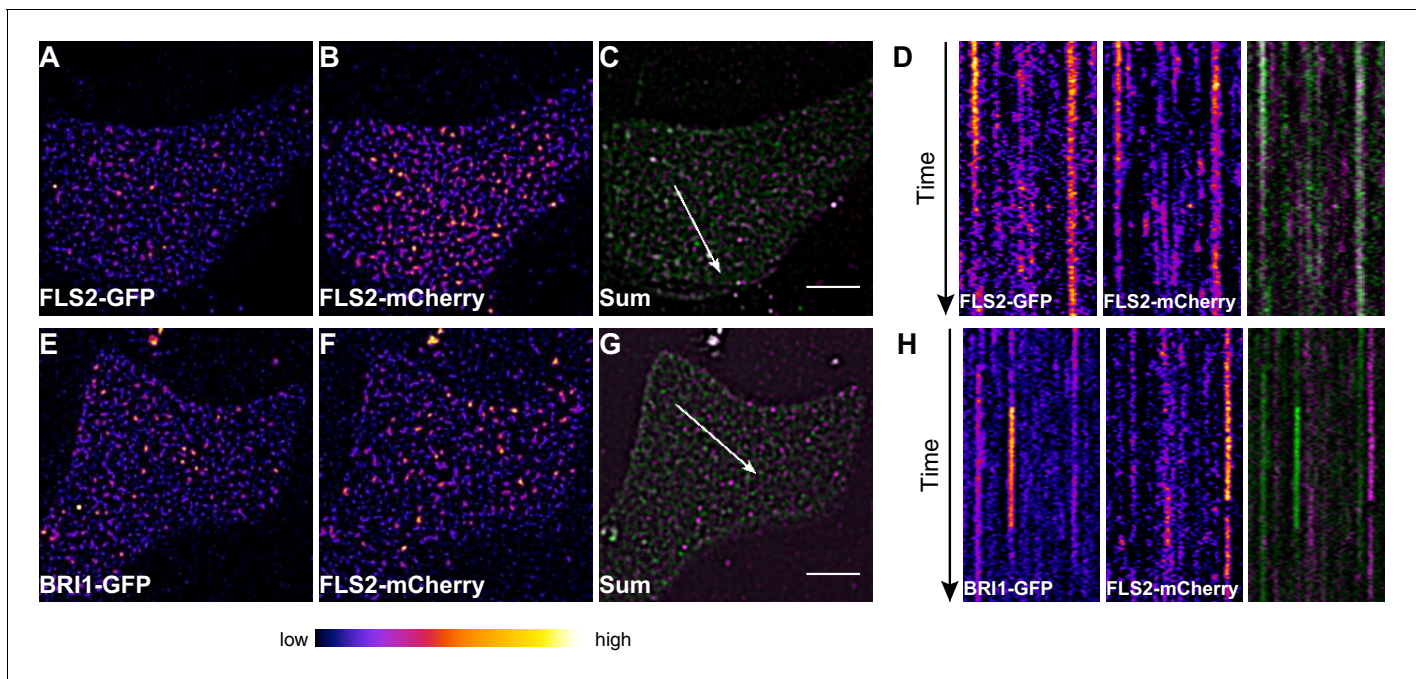 A
FLS2-GFP
B
FLS2-mCherry
C
Sum
D
Time
FLS2-GFP
FLS2-mCherry
E
BRI1-GFP
F
FLS2-mCherry
G
Sum
H
Time
BRI1-GFP
FLS2-mCherry
low
high